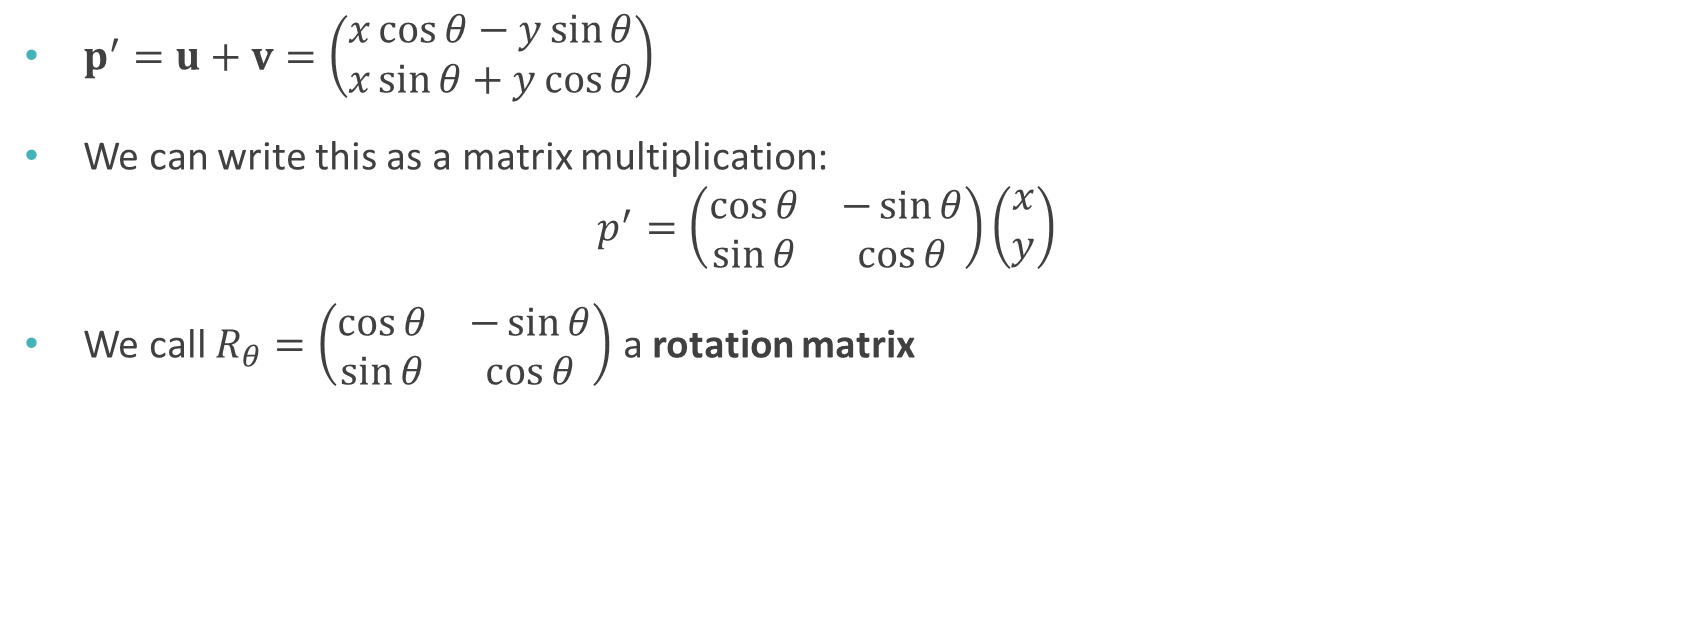 • 𝐩′ = 𝐮 + 𝐯 = (x cos θ − y sin θ
x sin θ + y cos θ)
• We can write this as a matrix multiplication:
p′ = (cos θ − sin θ
sin θ cos θ) (x
y)
• We call R_θ = (cos θ − sin θ
sin θ cos θ) a rotation matrix